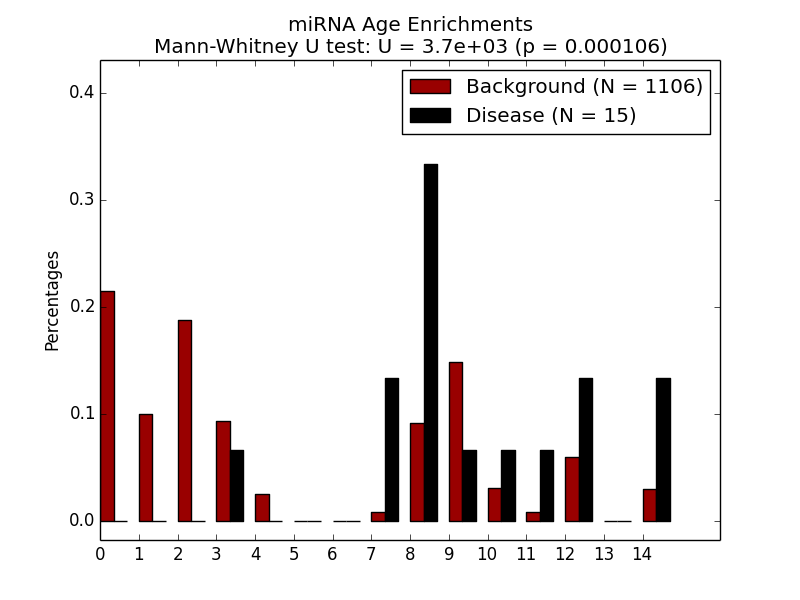 miRNA Age Enrichments
Mann-Whitney U test: U = 3.7e+03 (p = 0.000106)
Background (N = 1106)
Disease (N = 15)
Percentages
0.4
0.3
0.2
0.1
0.0
0 1 2 3 4 5 6 7 8 9 10 11 12 13 14